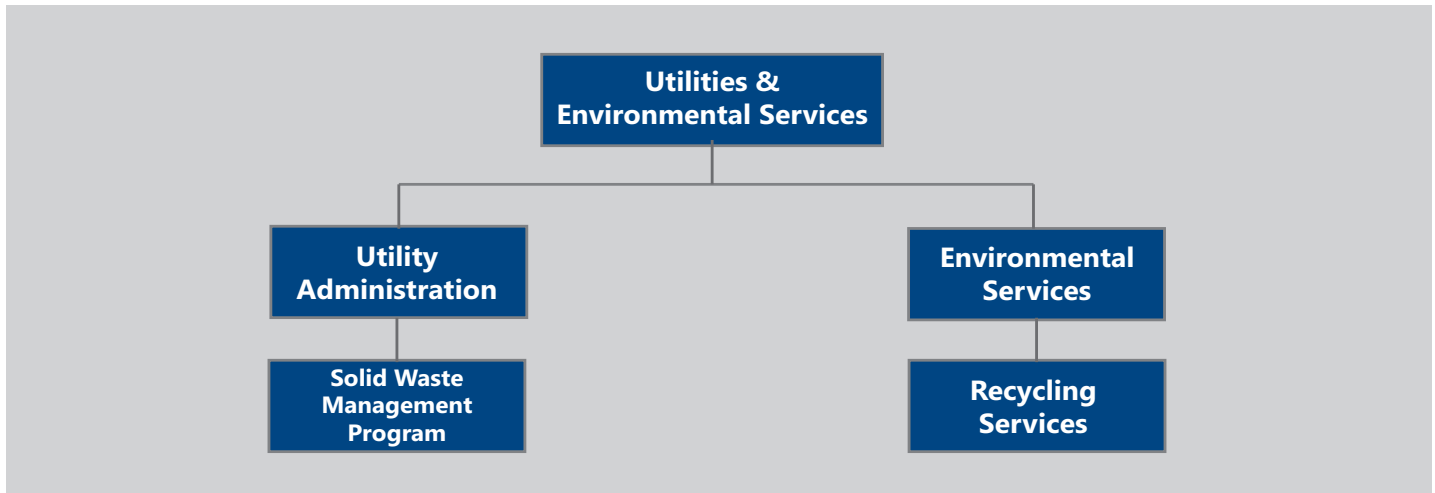 Utilities &
Environmental Services
Utility
Administration
Environmental
Services
Solid Waste
Management
Program
Recycling
Services